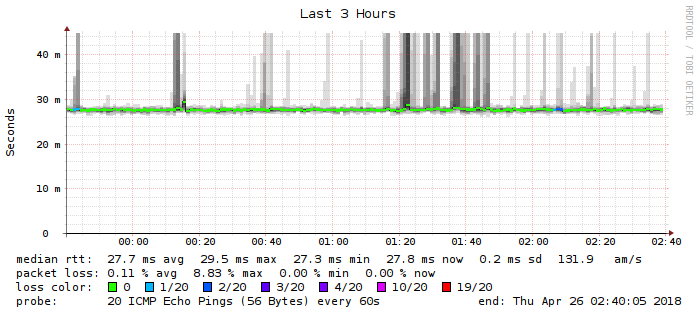 Last 3 Hours
RRDTOOL / TOBI OETIKER
Seconds
40 m
30 m
20 m
10 m
0
00:00 00:20 00:40 01:00 01:20 01:40 02:00 02:20 02:40
median rtt: 27.7 ms avg 29.5 ms max 27.3 ms min 27.8 ms now 0.2 ms sd 131.9 am/s
packet loss: 0.11 % avg 8.83 % max 0.00 % min 0.00 % now
loss color: 0 1/20 2/20 3/20 4/20 10/20 19/20
probe: 20 ICMP Echo Pings (56 Bytes) every 60s end: Thu Apr 26 02:40:05 2018